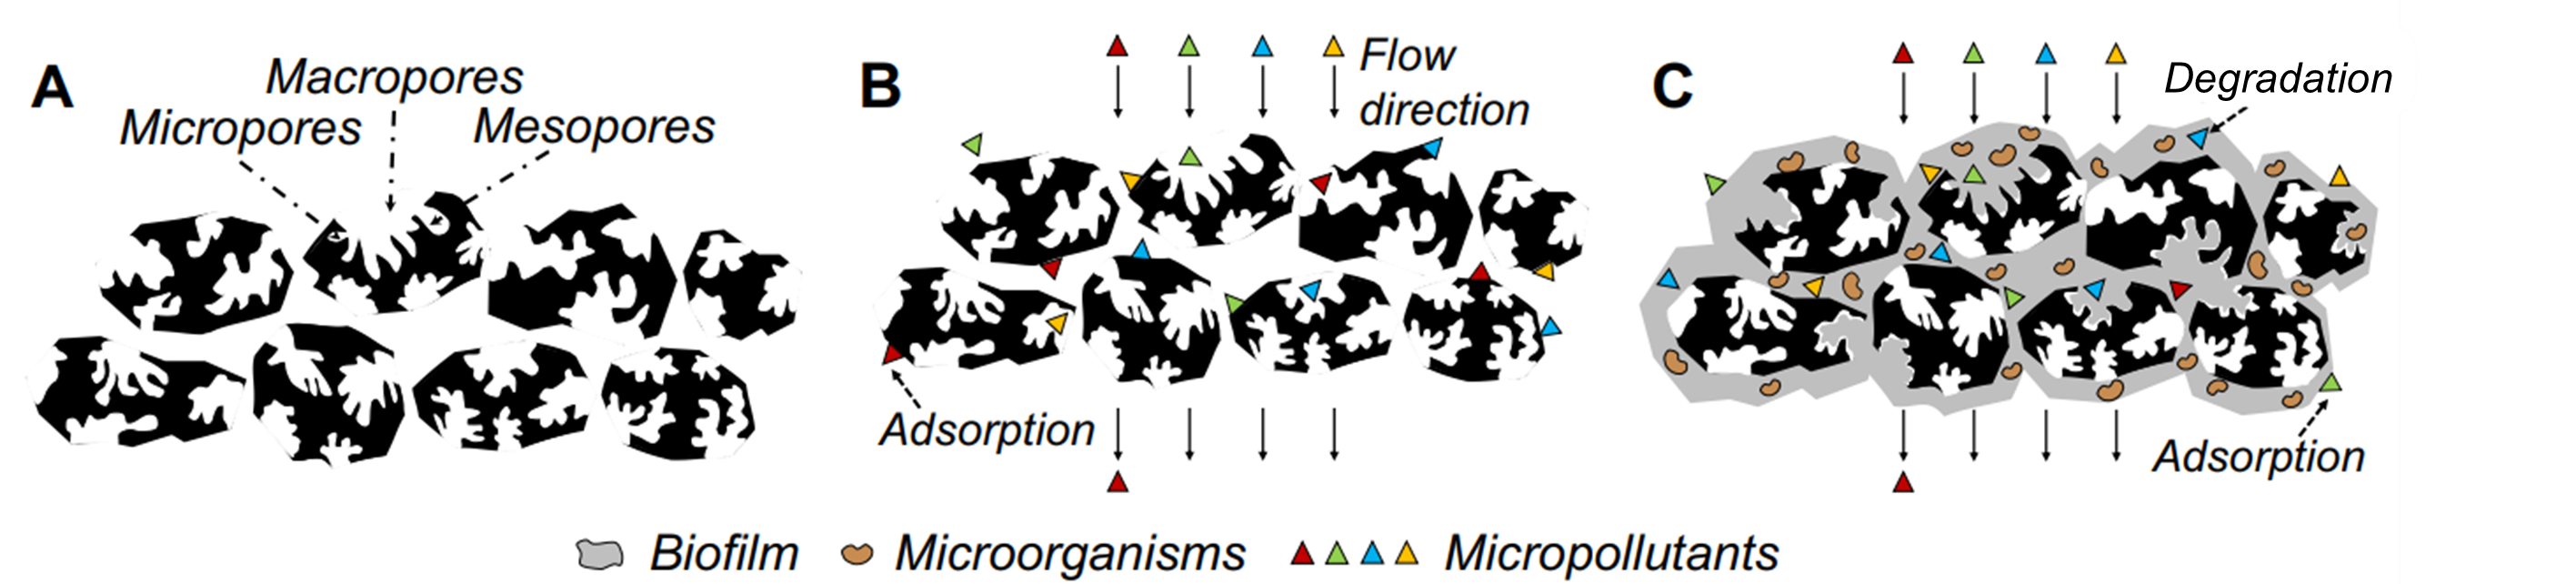 A
Macropores
Micropores
Mesopores
B
Flow
direction
Adsorption
C
Degradation
Adsorption
Biofilm
Microorganisms
Micropollutants